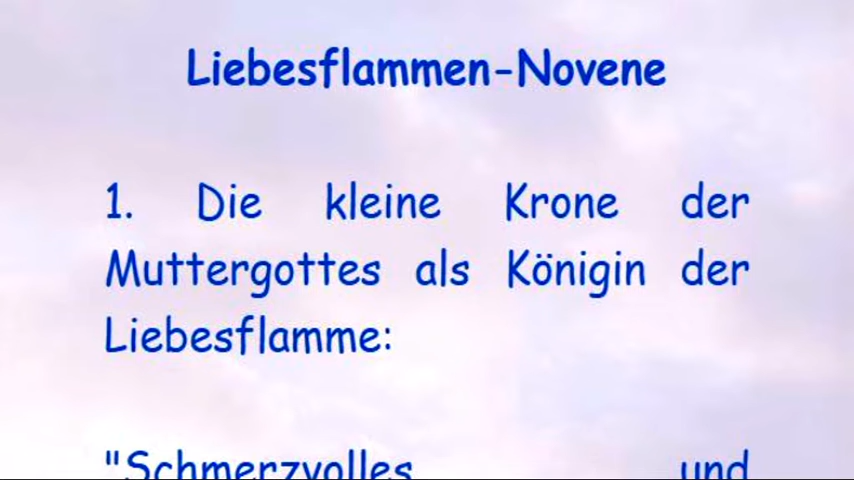 Liebesflammen-Novene
1. Die kleine Krone der
Muttergottes als Königin der
Liebesflamme:
"Schmerzvolles und